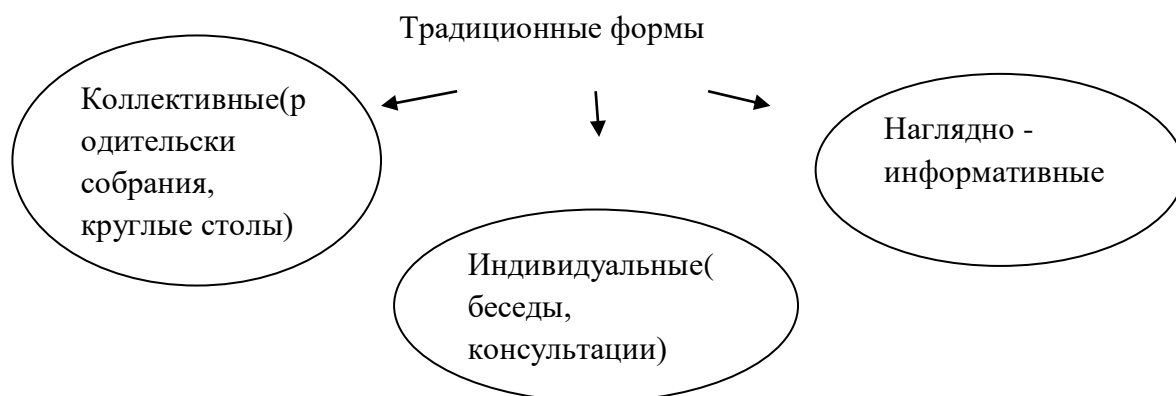 Традиционные формы
Коллективные(р
одительски
собрания,
круглые столы)
Индивидуальные(
беседы,
консультации)
Наглядно -
информативные